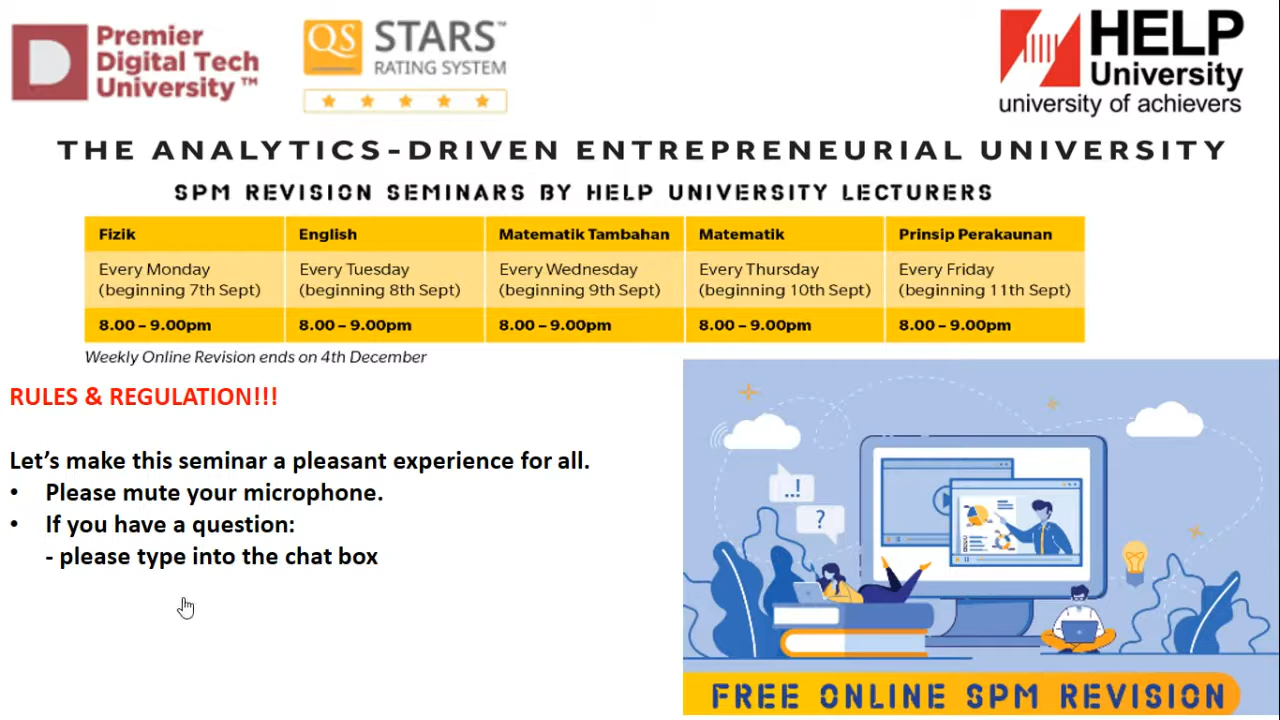 Premier
Digital Tech
University™
QS STARS™
RATING SYSTEM
HELP
University
university of achievers
THE ANALYTICS-DRIVEN ENTREPRENEURIAL UNIVERSITY
SPM REVISION SEMINARS BY HELP UNIVERSITY LECTURERS
Fizik English Matematik Tambahan Matematik Prinsip Perakaunan
Every Monday Every Tuesday Every Wednesday Every Thursday Every Friday
(beginning 7th Sept) (beginning 8th Sept) (beginning 9th Sept) (beginning 10th Sept) (beginning 11th Sept)
8.00 – 9.00pm 8.00 – 9.00pm 8.00 – 9.00pm 8.00 – 9.00pm 8.00 – 9.00pm
Weekly Online Revision ends on 4th December
RULES & REGULATION!!!
Let's make this seminar a pleasant experience for all.
• Please mute your microphone.
• If you have a question:
- please type into the chat box
..!
?
FREE ONLINE SPM REVISION